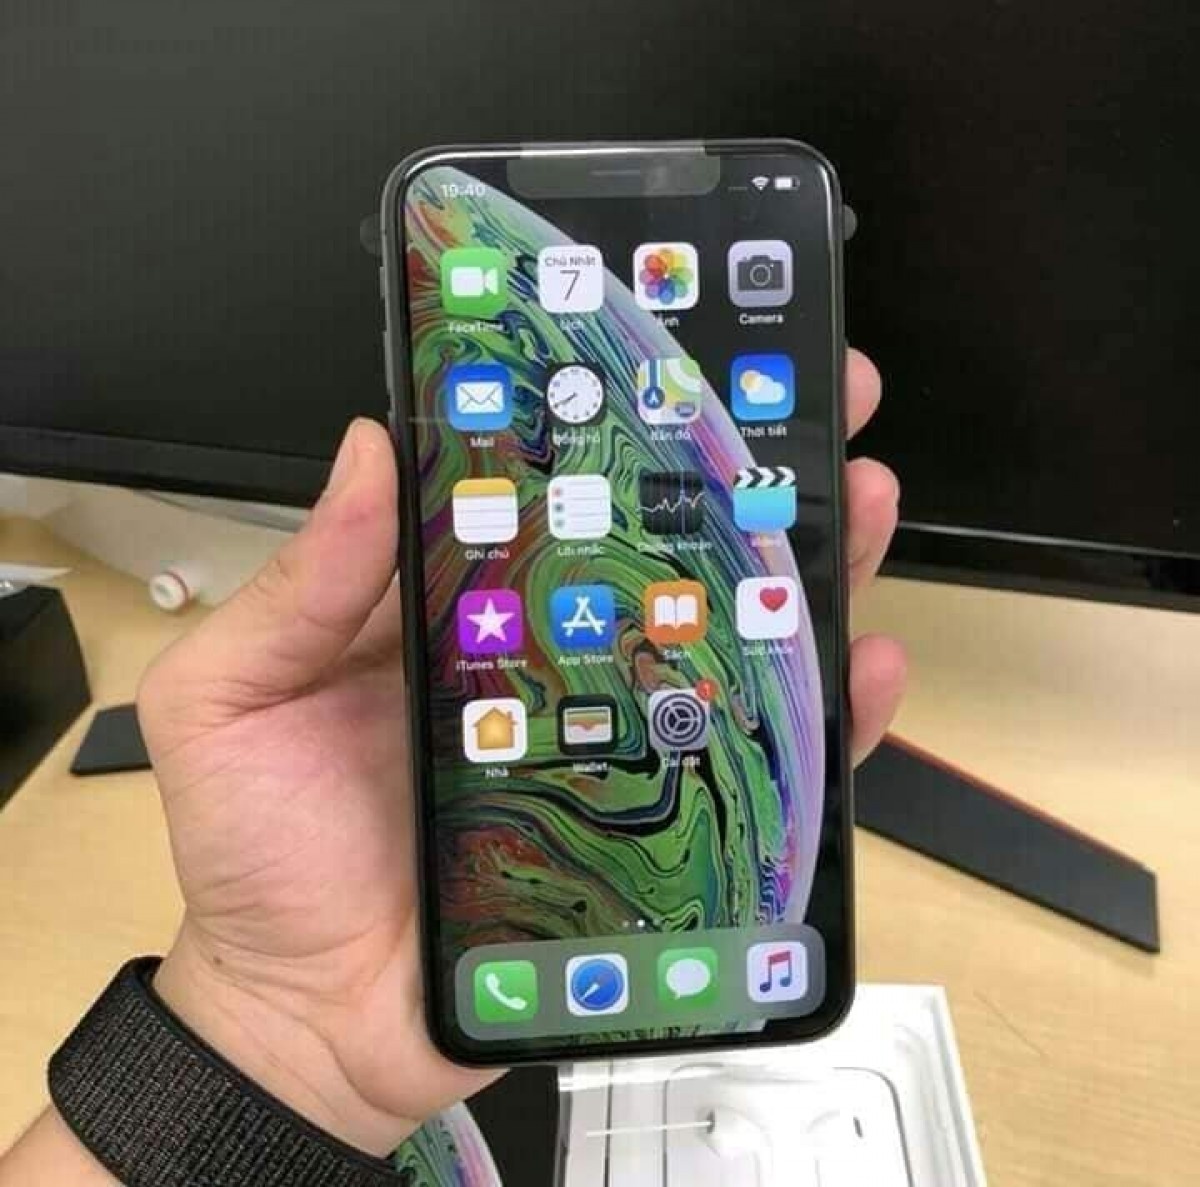 19:40
FaceTime
Chủ Nhật
7
Lịch
Ảnh
Camera
Mail
Đồng hồ
Bản đồ
Thời tiết
Ghi chú
Lời nhắc
Chứng khoán
Video
iTunes Store
App Store
Sách
Sức khỏe
Nhà
Wallet
1
Cài đặt